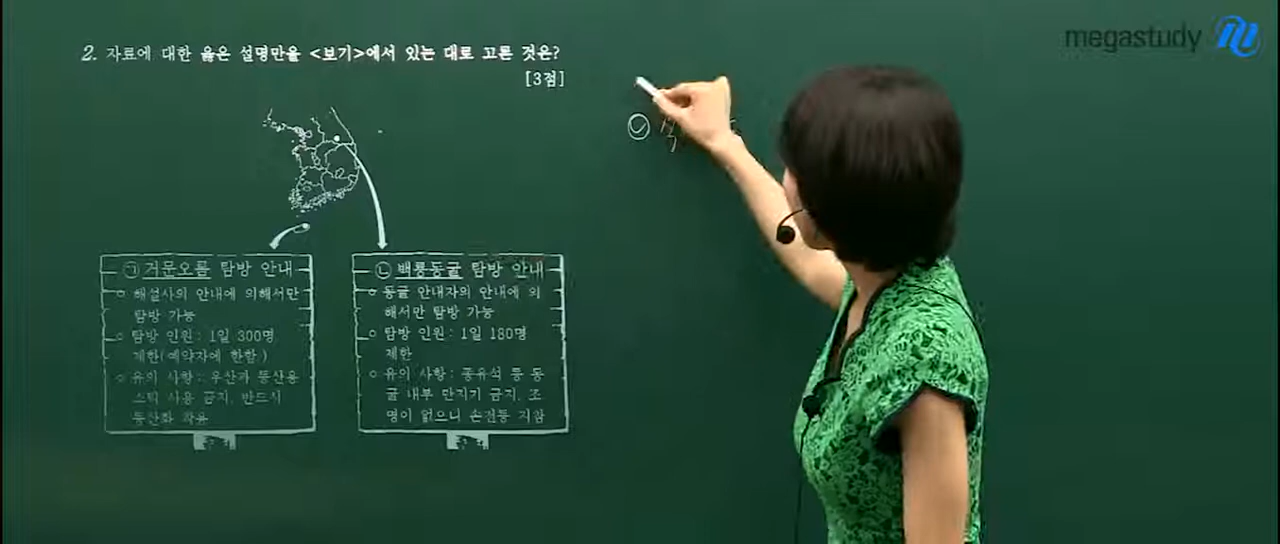 megastudy
2. 자료에 대한 옳은 설명만을 <보기>에서 있는 대로 고른 것은?
[3점]
㉠ 거문오름 탐방 안내
○ 해설사의 안내에 의해서만
탐방 가능
○ 탐방 인원: 1일 300명
제한(예약자에 한함)
○ 유의 사항: 우산과 등산용
스틱 사용 금지, 반드시
등산화 착용
㉡ 백룡동굴 탐방 안내
○ 동굴 안내자의 안내에 의
해서만 탐방 가능
○ 탐방 인원: 1일 180명
제한
○ 유의 사항: 종유석 등 동
굴 내부 만지기 금지, 조
명이 없으니 손전등 지참